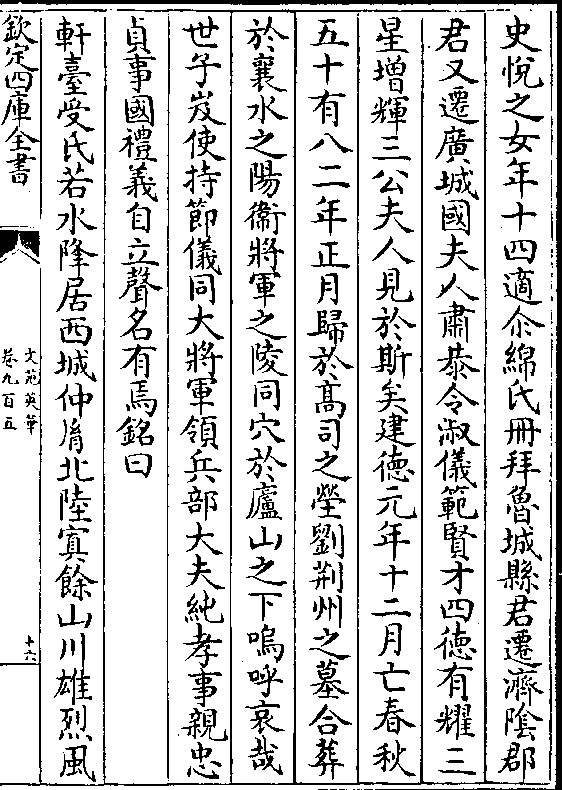 史悅之女年十四適尒綿氏冊拜魯城縣君遷濟陰郡
君又遷廣城國夫人肅恭令淑儀範賢才四徳有耀三
星增輝三公夫人見於斯矣建徳元年十二月亡春秋
五十有八二年正月歸於髙司之塋劉荆州之墓合葬
於襄水之陽衞將軍之陵同穴於廬山之下嗚呼哀哉
世子岌使持節儀同大將軍領兵部大夫純孝事親忠
貞事國禮義自立聲名有焉銘曰
軒臺受氏若水隆居西城仲胤北陸寘餘山川雄烈風
欽定四庫全書
文苑英華
卷九百五
十六